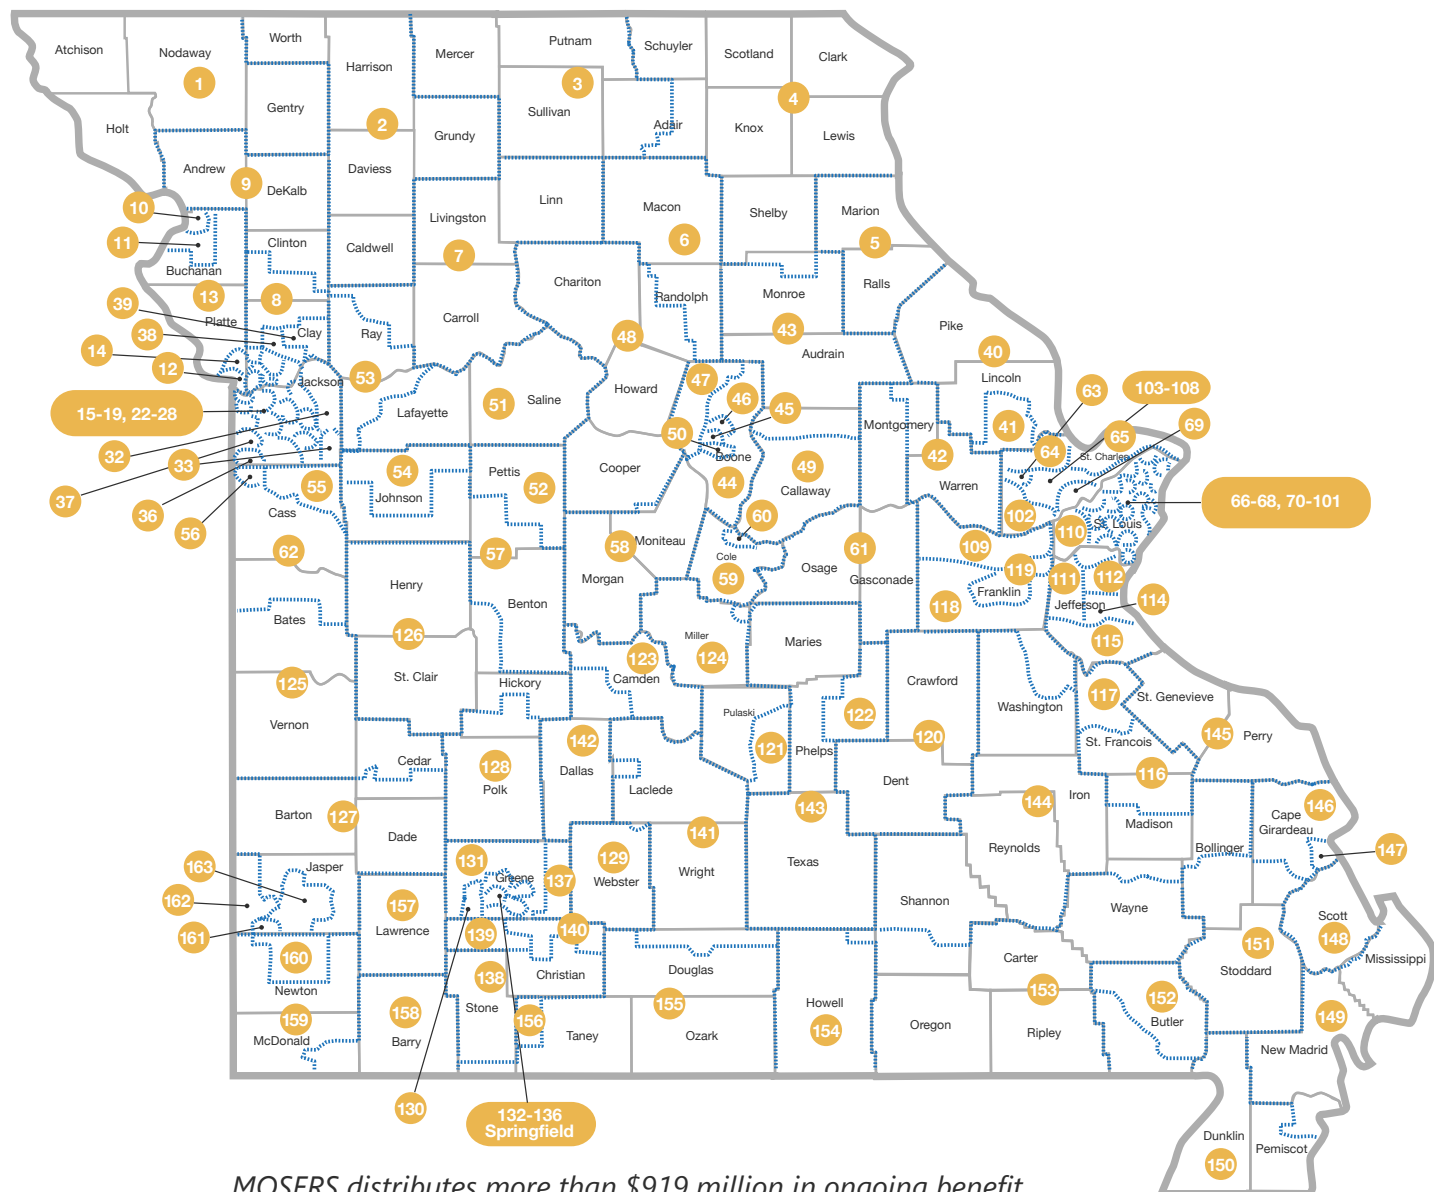 Atchison
Nodaway
Worth
Harrison
Mercer
Putnam
Schuyler
Scotland
Clark
1
Gentry
2
3
Sullivan
4
Holt
Grundy
Adair
Knox
Lewis
Andrew
9
DeKalb
Daviess
Linn
Macon
Shelby
Marion
10
Livingston
11
Clinton
Caldwell
7
6
5
Buchanan
13
8
Chariton
Randolph
Monroe
Ralls
39
Platte
Clay
Ray
Carroll
43
Pike
38
48
Audrain
40
14
12
53
Jackson
Howard
47
Lincoln
63
103-108
15-19, 22-28
Lafayette
51
Saline
46
45
Montgomery
41
65
69
32
33
50
Boone
42
64
St. Charles
37
54
Pettis
Cooper
49
Callaway
Warren
36
55
Johnson
52
44
102
66-68, 70-101
56
Cass
60
110
St. Louis
62
57
58
Moniteau
Cole
59
Osage
61
109
Henry
Morgan
Gasconade
119
Franklin
111
112
Bates
Benton
118
Jefferson
114
126
Miller
Maries
115
123
124
St. Clair
Camden
125
Hickory
Crawford
117
St. Genevieve
Vernon
Pulaski
122
Washington
142
121
Phelps
120
St. Francois
145
Perry
Cedar
128
Polk
Dallas
Laclede
Dent
116
Barton
127
143
144
Iron
146
Dade
141
Madison
Cape
Girardeau
163
Jasper
131
Greene
129
Webster
Wright
Texas
Reynolds
Bollinger
147
162
137
Shannon
Wayne
161
157
Lawrence
139
140
Scott
148
160
138
Christian
Douglas
Carter
151
Stoddard
Mississippi
Newton
Stone
155
Howell
153
152
159
158
156
Taney
Ozark
154
Oregon
Ripley
Butler
149
McDonald
Barry
New Madrid
130
132-136
Springfield
Dunklin
150
Pemiscot
MOSERS distributes more than $919 million in ongoing benefit